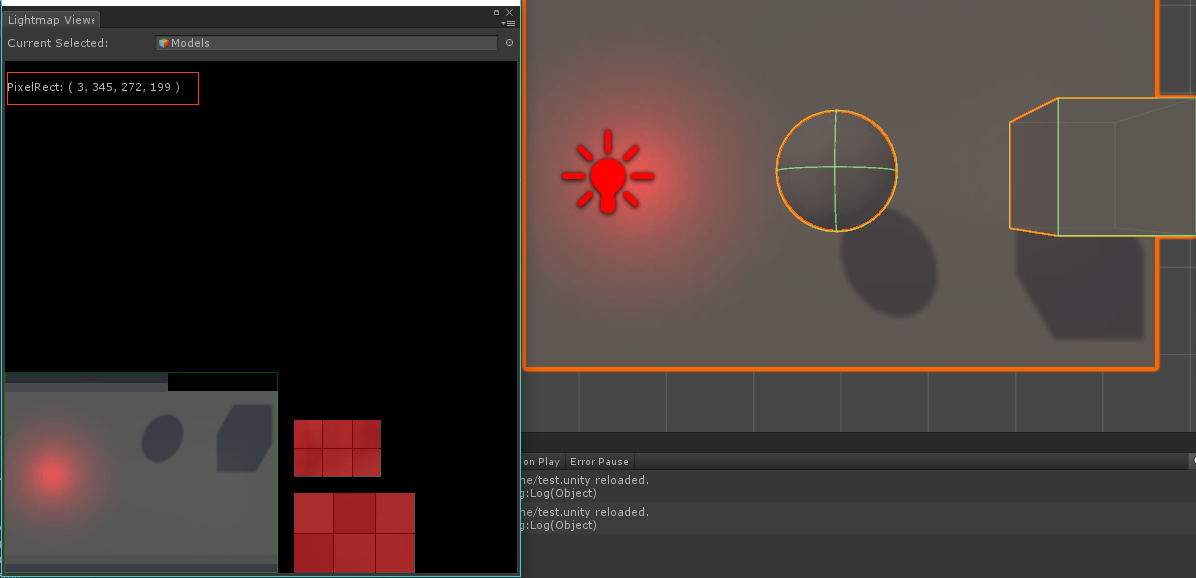 Lightmap Viewe
Current Selected:
Models
PixelRect: ( 3, 345, 272, 199 )
on Play
Error Pause
ne/test.unity reloaded.
g:Log(Object)
ne/test.unity reloaded.
g:Log(Object)